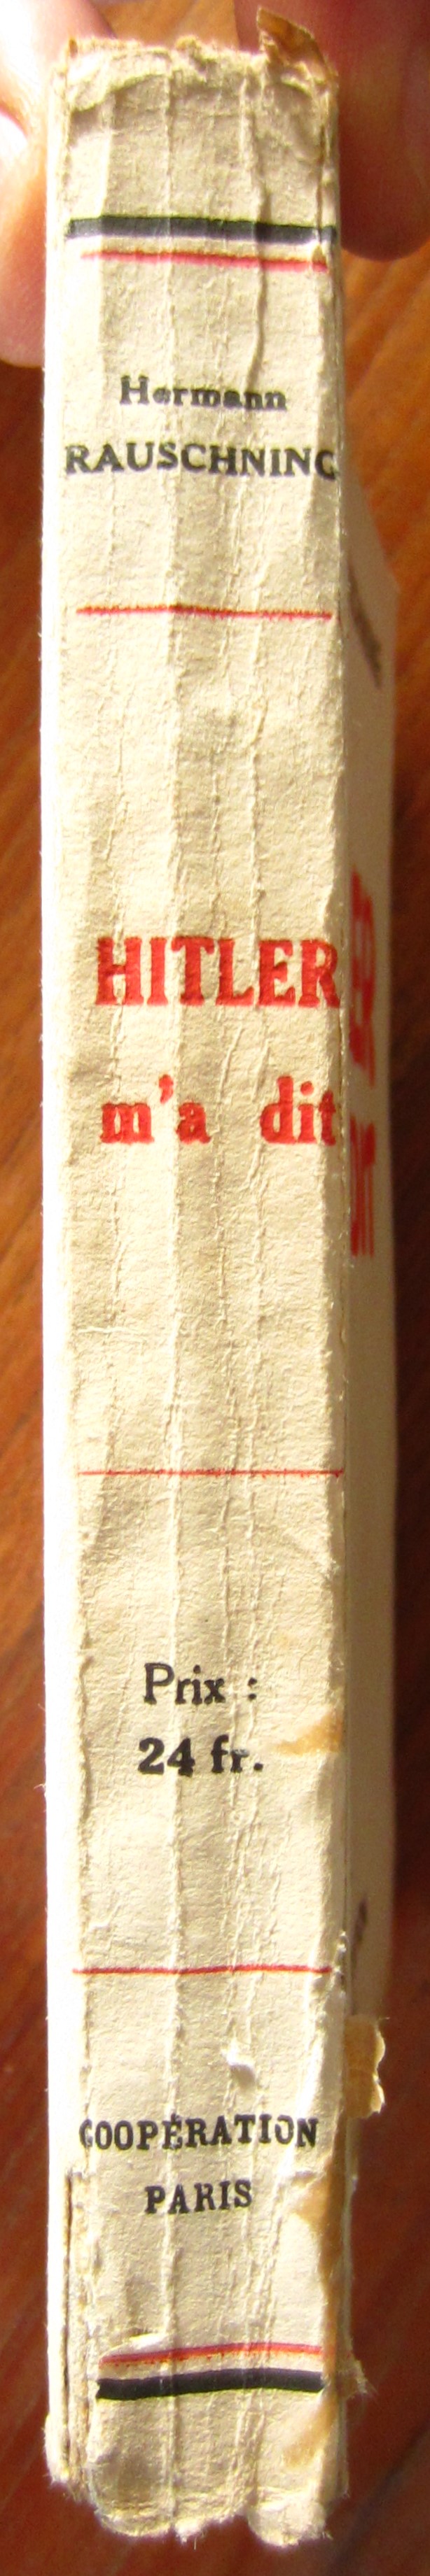 Hermann
RAUSCHNING
HITLER
m'a dit
Prix :
24 fr.
COOPÉRATION
PARIS